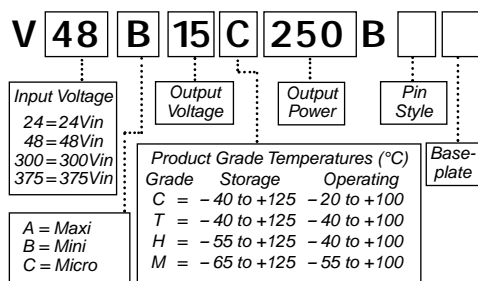 V 48 B 15 C 250 B
Input Voltage
24 = 24Vin
48 = 48Vin
300 = 300Vin
375 = 375Vin
Output
Voltage
Output
Power
Pin
Style
Base-
plate
Product Grade Temperatures (°C)
Grade Storage Operating
C = – 40 to +125 – 20 to +100
T = – 40 to +125 – 40 to +100
H = – 55 to +125 – 40 to +100
M = – 65 to +125 – 55 to +100
A = Maxi
B = Mini
C = Micro